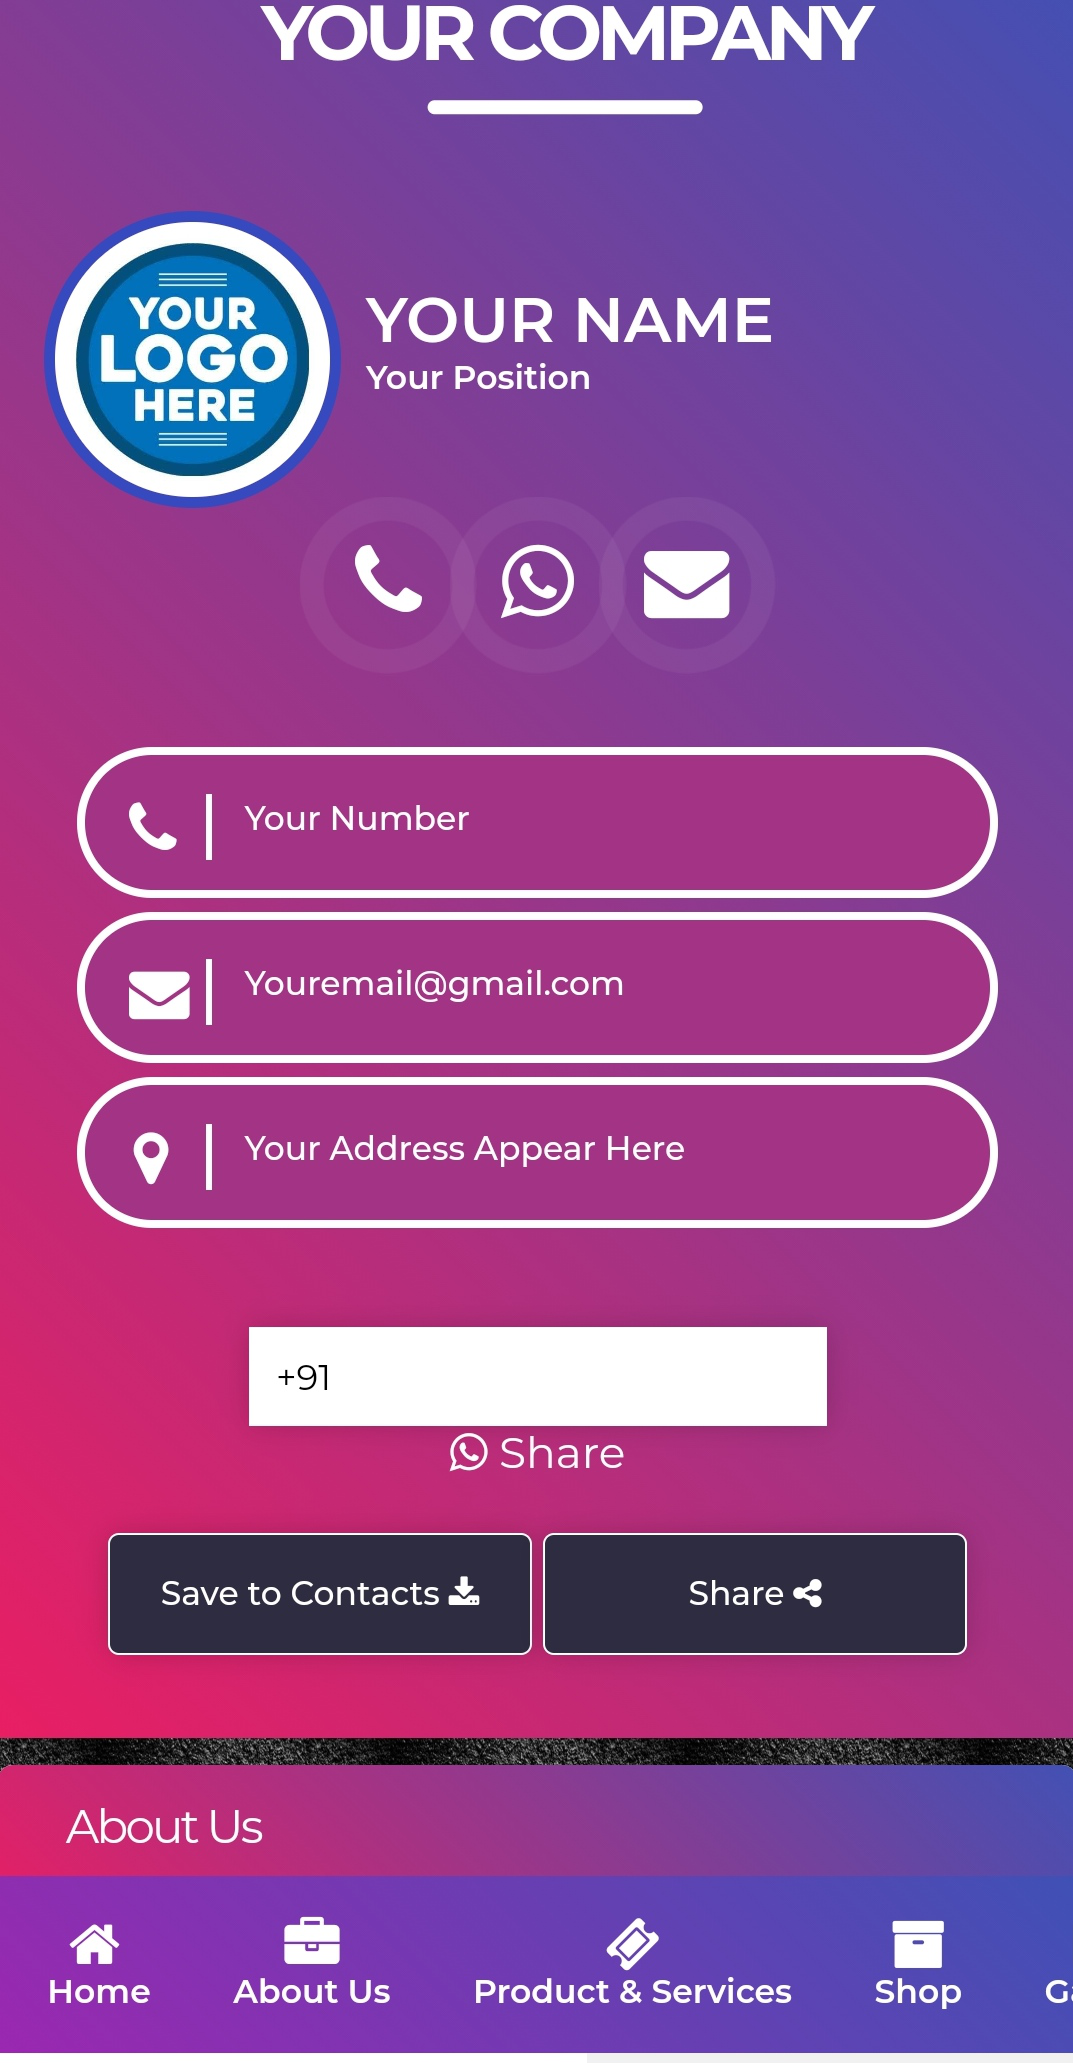 YOUR COMPANY
YOUR
LOGO
HERE
YOUR NAME
Your Position
Your Number
Youremail@gmail.com
Your Address Appear Here
+91
Share
Save to Contacts
Share
About Us
Home
About Us
Product & Services
Shop